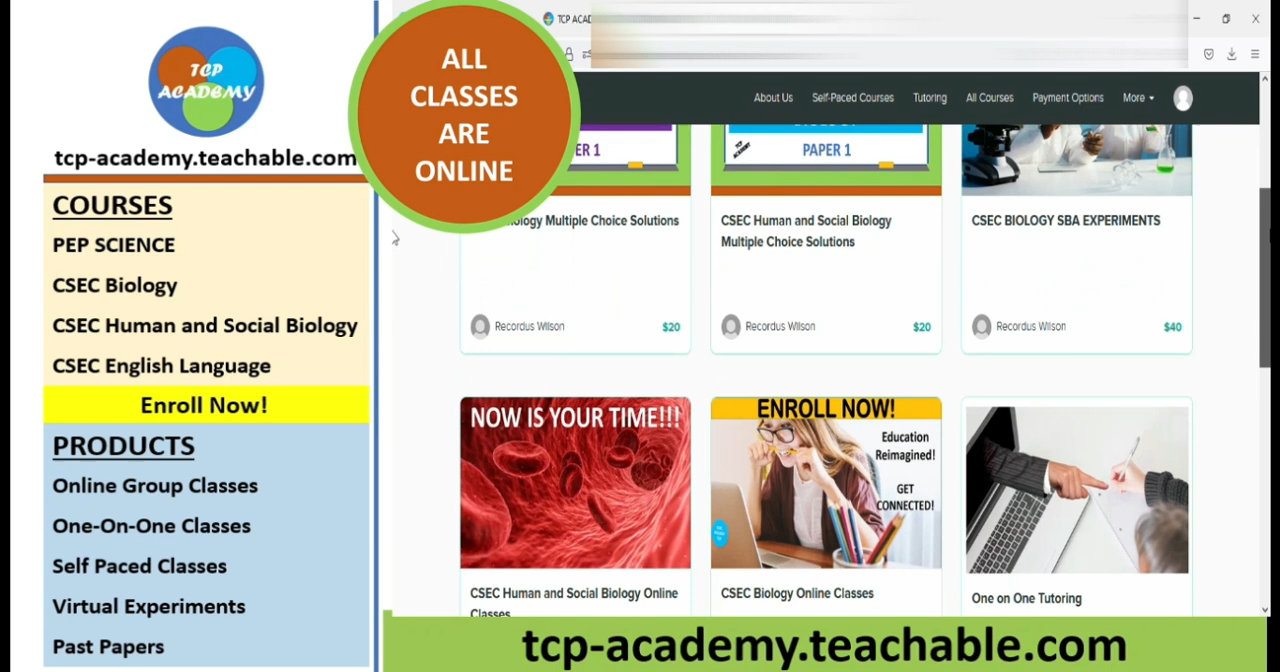 TCP
ACADEMY
tcp-academy.teachable.com
COURSES
PEP SCIENCE
CSEC Biology
CSEC Human and Social Biology
CSEC English Language
Enroll Now!
PRODUCTS
Online Group Classes
One-On-One Classes
Self Paced Classes
Virtual Experiments
Past Papers
ALL
CLASSES
ARE
ONLINE
TCP ACAD
About Us Self-Paced Courses Tutoring All Courses Payment Options More
ER 1
PAPER 1
ology Multiple Choice Solutions
CSEC Human and Social Biology
Multiple Choice Solutions
CSEC BIOLOGY SBA EXPERIMENTS
Recordus Wilson $20
Recordus Wilson $20
Recordus Wilson $40
NOW IS YOUR TIME!!!
ENROLL NOW!
Education
Reimagined!
GET
CONNECTED!
CSEC Human and Social Biology Online
Classes
CSEC Biology Online Classes
One on One Tutoring
tcp-academy.teachable.com